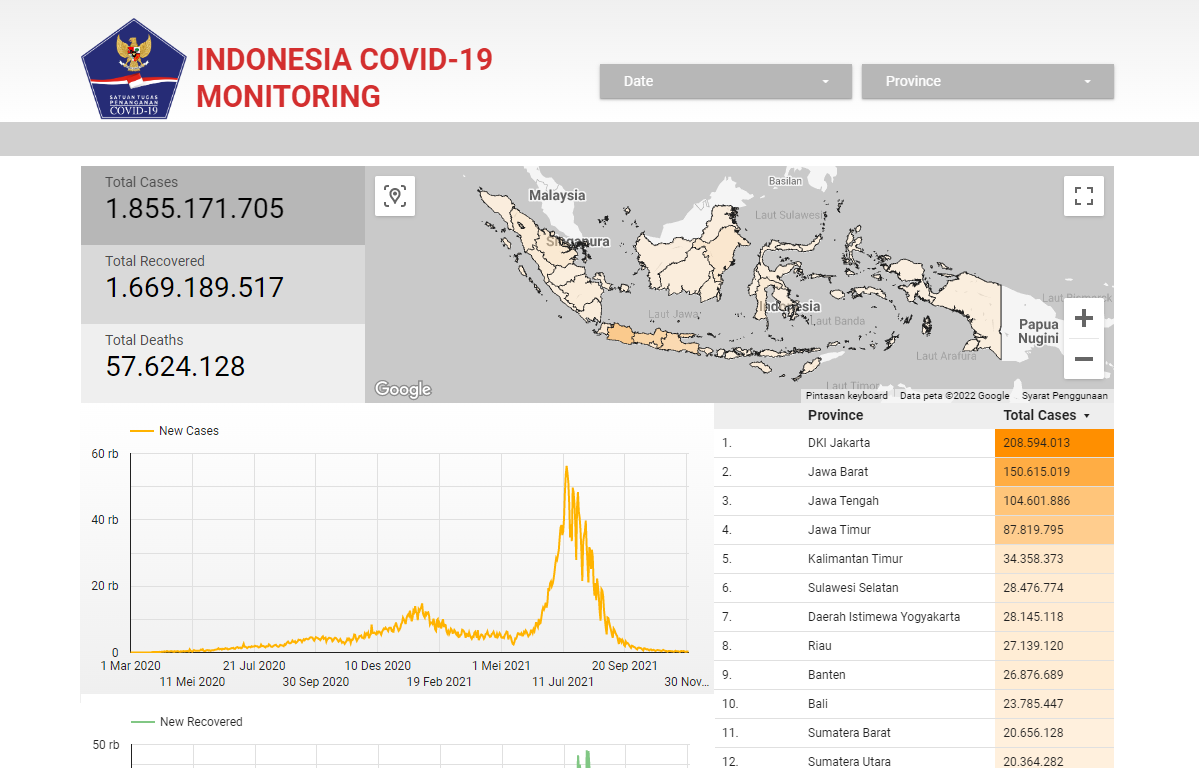 SATUAN TUGAS
PENANGANAN
COVID-19
INDONESIA COVID-19
MONITORING
Date
Province
Total Cases
1.855.171.705
Total Recovered
1.669.189.517
Total Deaths
57.624.128
Malaysia
Basilan
Laut Sulawesi
Singapura
Laut Jawa
Indonesia
Laut Banda
Laut Bismarck
Papua
Nugini
Laut Arafura
Laut Timor
+
−
Google
Pintasan keyboard
Data peta ©2022 Google
Syarat Penggunaan
New Cases
60 rb
40 rb
20 rb
0
1 Mar 2020
21 Jul 2020
10 Des 2020
1 Mei 2021
20 Sep 2021
11 Mei 2020
30 Sep 2020
19 Feb 2021
11 Jul 2021
30 Nov…
New Recovered
50 rb
Province Total Cases
1. DKI Jakarta 208.594.013
2. Jawa Barat 150.615.019
3. Jawa Tengah 104.601.886
4. Jawa Timur 87.819.795
5. Kalimantan Timur 34.358.373
6. Sulawesi Selatan 28.476.774
7. Daerah Istimewa Yogyakarta 28.145.118
8. Riau 27.139.120
9. Banten 26.876.689
10. Bali 23.785.447
11. Sumatera Barat 20.656.128
12. Sumatera Utara 20.364.282